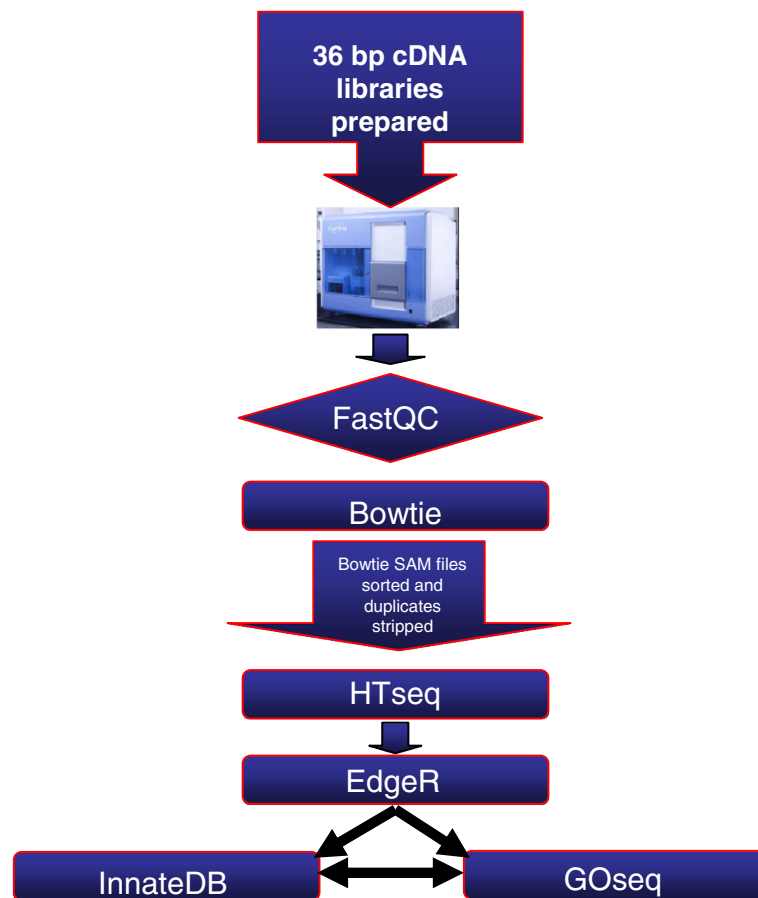 36 bp cDNA
libraries
prepared
FastQC
Bowtie
Bowtie SAM files
sorted and
duplicates
stripped
HTseq
EdgeR
InnateDB
GOseq